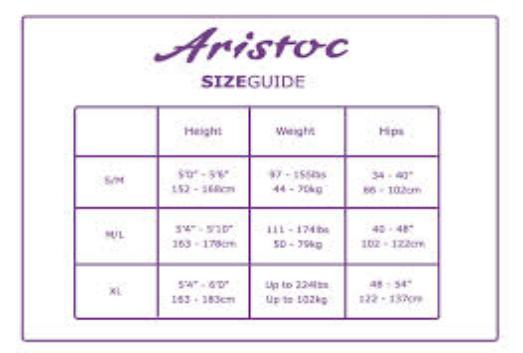 Aristoc
SIZEGUIDE
Height Weight Hips
S/M
5'0" - 5'6"
152 - 168cm
97 - 155lbs
44 - 70kg
34 - 40"
86 - 102cm
M/L
5'4" - 5'10"
163 - 178cm
111 - 174lbs
50 - 79kg
40 - 48"
102 - 122cm
XL
5'4" - 6'0"
163 - 183cm
Up to 224lbs
Up to 102kg
48 - 54"
122 - 137cm